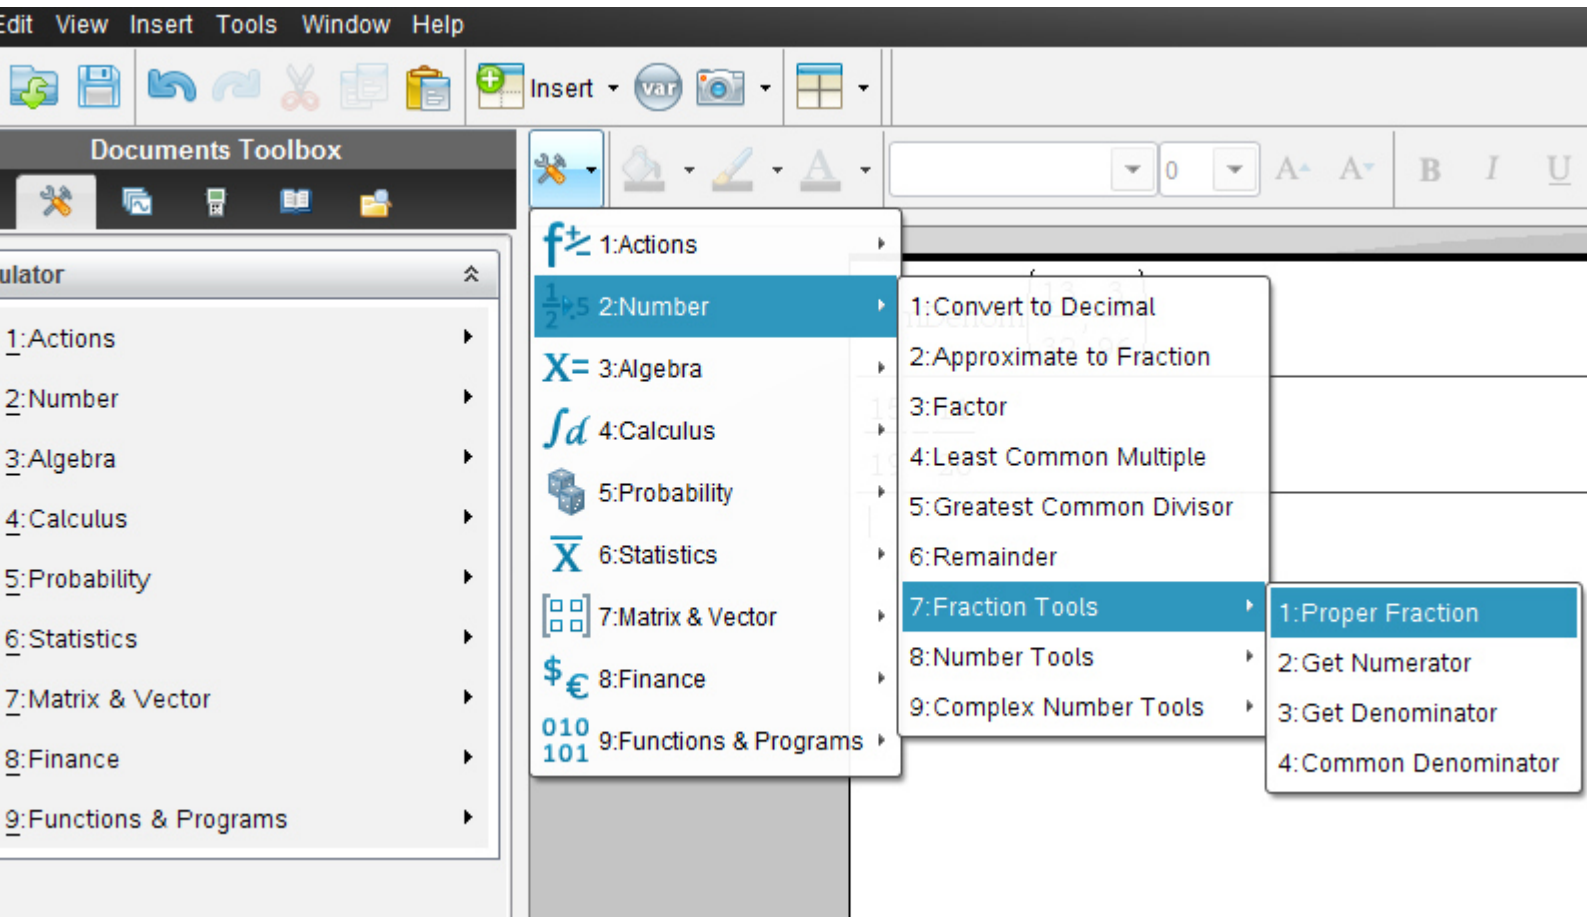 Edit View Insert Tools Window Help
Insert
var
Documents Toolbox
0
A A B I U
ulator
1:Actions
2:Number
3:Algebra
4:Calculus
5:Probability
6:Statistics
7:Matrix & Vector
8:Finance
9:Functions & Programs
1:Actions
2:Number
3:Algebra
4:Calculus
5:Probability
6:Statistics
7:Matrix & Vector
8:Finance
9:Functions & Programs
1:Convert to Decimal
2:Approximate to Fraction
3:Factor
4:Least Common Multiple
5:Greatest Common Divisor
6:Remainder
7:Fraction Tools
8:Number Tools
9:Complex Number Tools
1:Proper Fraction
2:Get Numerator
3:Get Denominator
4:Common Denominator